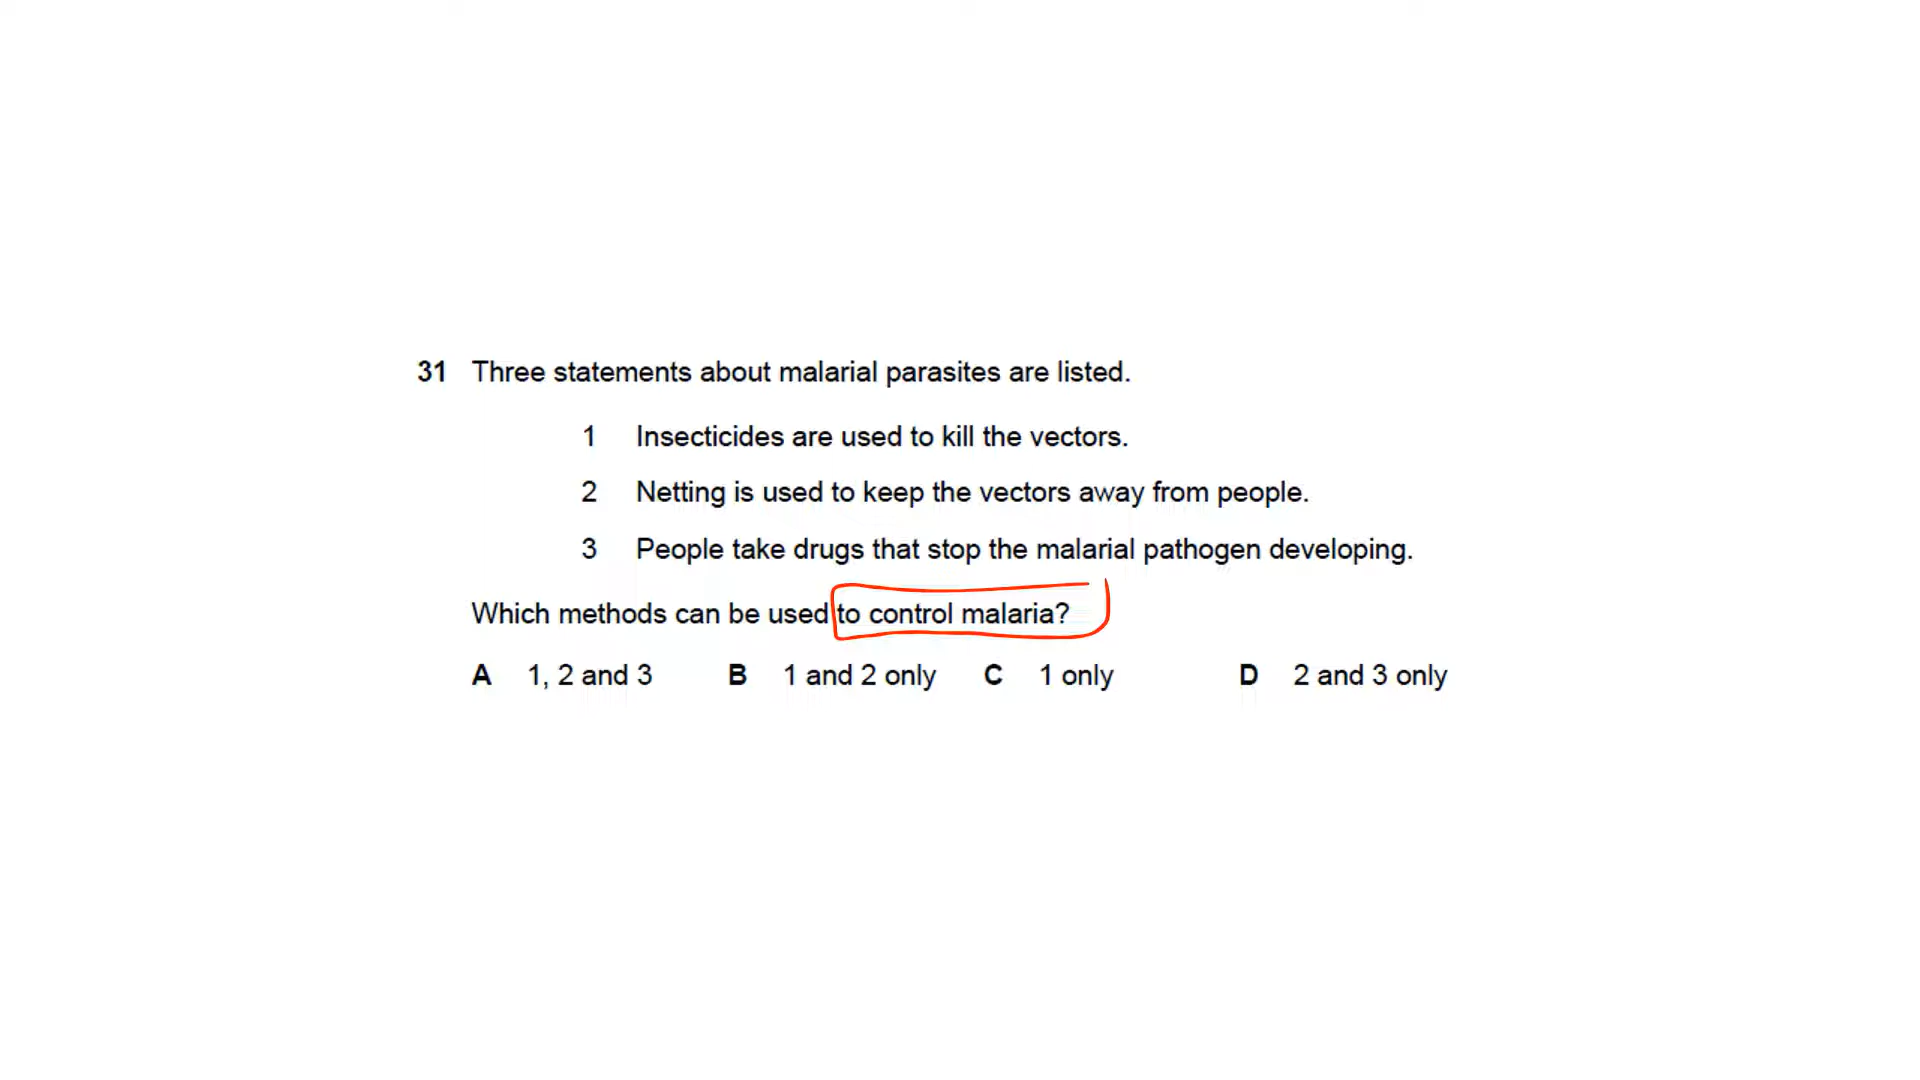 31 Three statements about malarial parasites are listed.
1 Insecticides are used to kill the vectors.
2 Netting is used to keep the vectors away from people.
3 People take drugs that stop the malarial pathogen developing.
Which methods can be used to control malaria?
A 1, 2 and 3 B 1 and 2 only C 1 only D 2 and 3 only